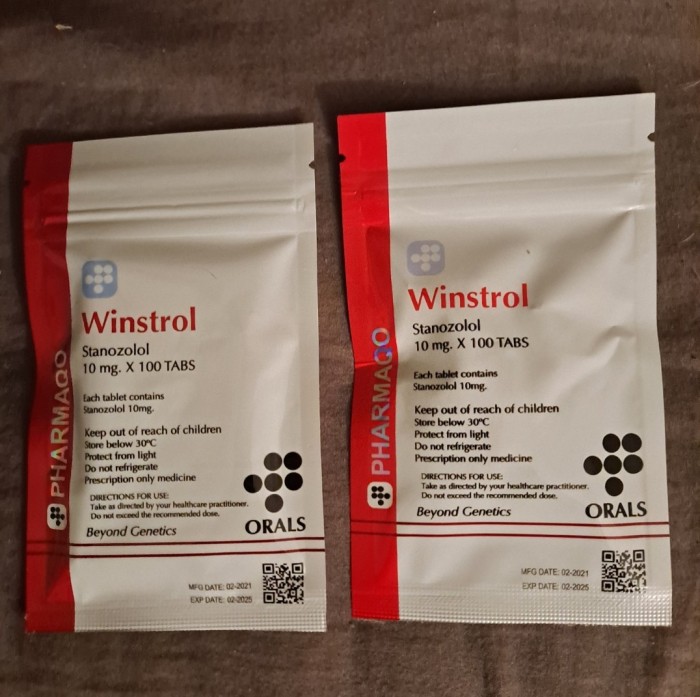 PHARMAQO
Winstrol
Stanozolol
10 mg. X 100 TABS
Each tablet contains
Stanozolol 10mg.
Keep out of reach of children
Store below 30ºC
Protect from light
Do not refrigerate
Prescription only medicine
DIRECTIONS FOR USE:
Take as directed by your healthcare practitioner.
Do not exceed the recommended dose.
Beyond Genetics
ORALS
MFG DATE: 02-2021
EXP DATE: 02-2025
PHARMAQO
Winstrol
Stanozolol
10 mg. X 100 TABS
Each tablet contains
Stanozolol 10mg.
Keep out of reach of children
Store below 30ºC
Protect from light
Do not refrigerate
Prescription only medicine
DIRECTIONS FOR USE:
Take as directed by your healthcare practitioner.
Do not exceed the recommended dose.
Beyond Genetics
ORALS
MFG DATE: 02-2021
EXP DATE: 02-2025